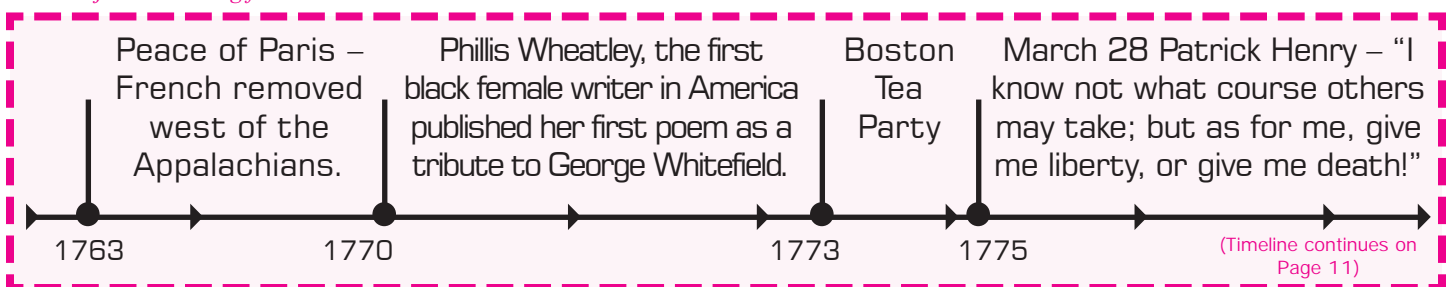 Peace of Paris –
French removed
west of the
Appalachians.
Phillis Wheatley, the first
black female writer in America
published her first poem as a
tribute to George Whitefield.
Boston
Tea
Party
March 28 Patrick Henry – “I
know not what course others
may take; but as for me, give
me liberty, or give me death!”
1763
1770
1773
1775
(Timeline continues on
Page 11)